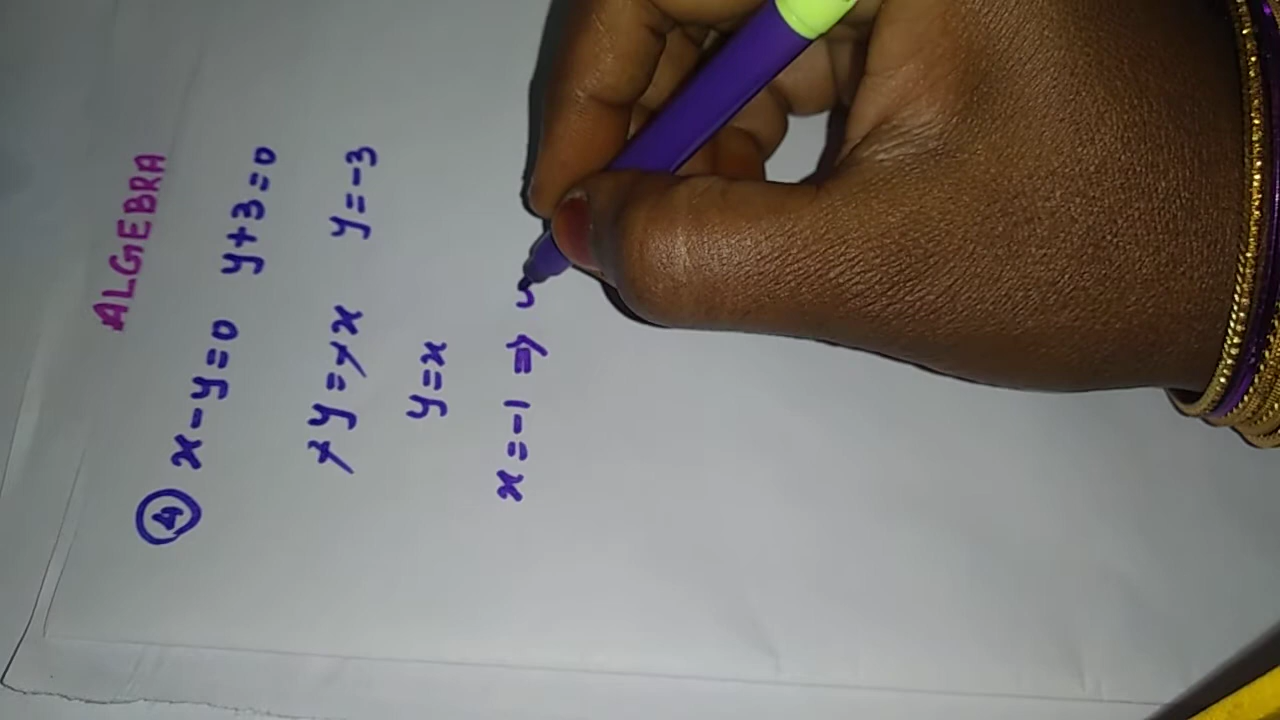 ALGEBRA
④ x-y=0 y+3=0
-y=-x y=-3
y=x
x=-1 ⇒